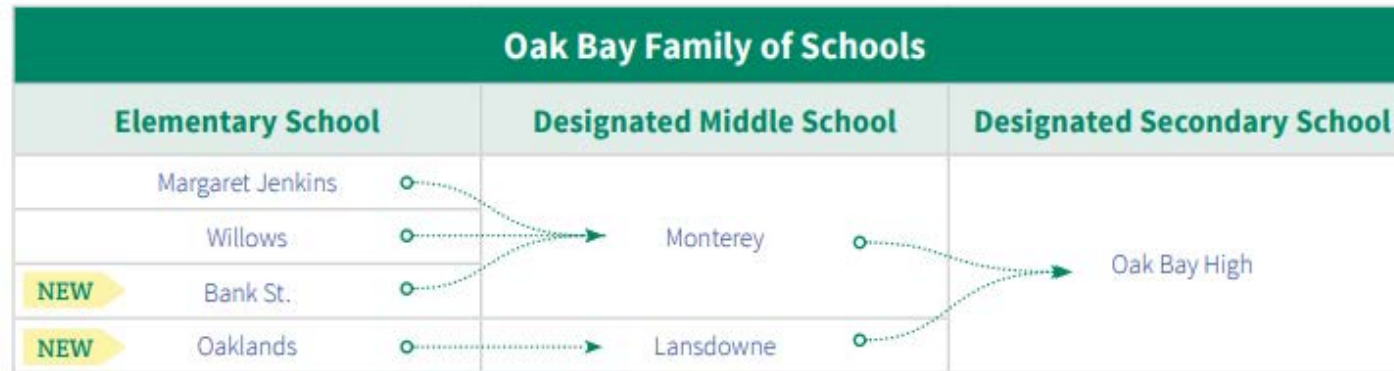 Oak Bay Family of Schools
Elementary School Designated Middle School Designated Secondary School
Margaret Jenkins
Willows Monterey
Oak Bay High
NEW Bank St.
NEW Oaklands Lansdowne